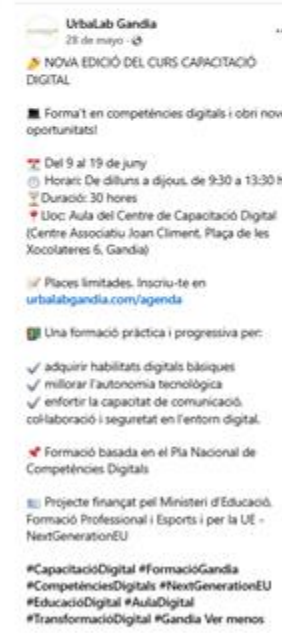 UrbaLab Gandia
28 de mayo
NOVA EDICIÓ DEL CURS CAPACITACIÓ
DIGITAL
Forma't en competències digitals i obri nove
oportunitats!
Del 9 al 19 de juny
Horari: De dilluns a dijous, de 9:30 a 13:30 h
Duració: 30 hores
Lloc: Aula del Centre de Capacitació Digital
(Centre Associatiu Joan Climent, Plaça de les
Xocolateres 6, Gandia)
Places limitades. Inscriu-te en
urbalabgandia.com/agenda
Una formació pràctica i progressiva per:
adquirir habilitats digitals bàsiques
millorar l'autonomia tecnològica
enfortir la capacitat de comunicació,
col·laboració i seguretat en l'entorn digital.
Formació basada en el Pla Nacional de
Competències Digitals
Projecte finançat pel Ministeri d'Educació,
Formació Professional i Esports i per la UE -
NextGenerationEU
#CapacitacióDigital #FormacióGandia
#CompetènciesDigitals #NextGenerationEU
#EducacióDigital #AulaDigital
#TransformacióDigital #Gandia Ver menos